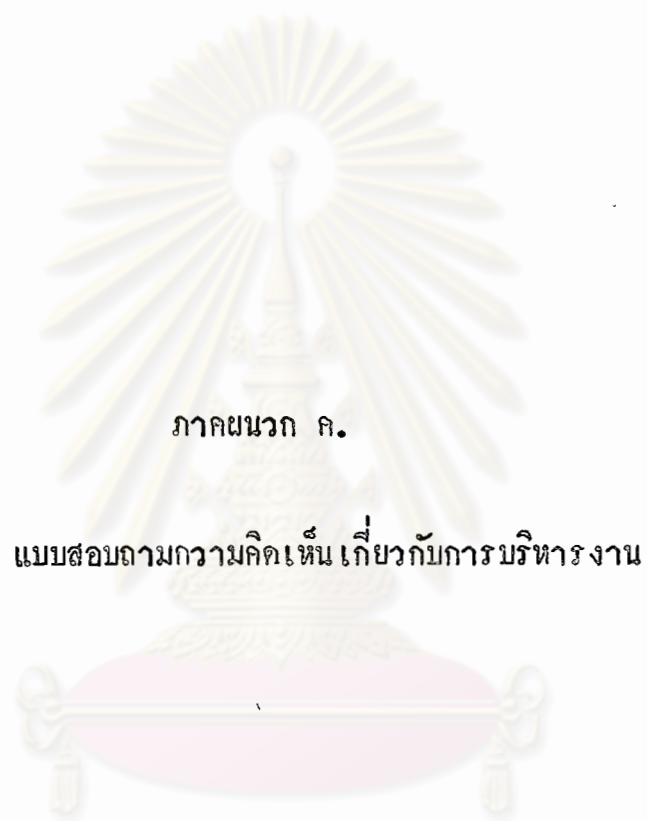 ภาคผนวก ค.
แบบสอบถามความคิดเห็นเกี่ยวกับการบริหารงาน